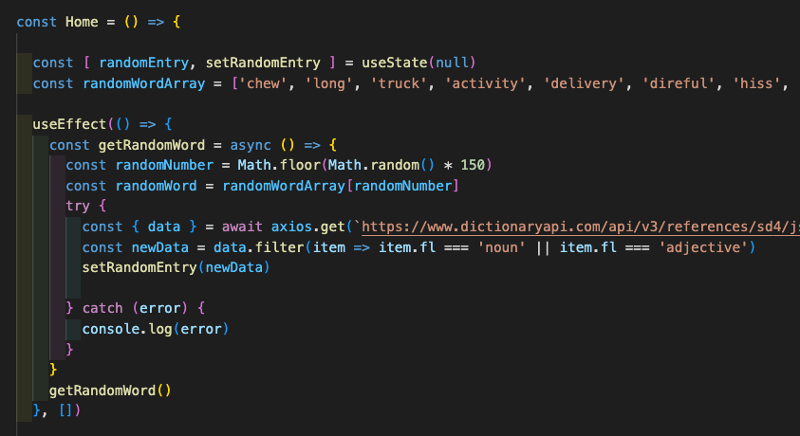 const Home = () => {
const [ randomEntry, setRandomEntry ] = useState(null)
const randomWordArray = ['chew', 'long', 'truck', 'activity', 'delivery', 'direful', 'hiss',
useEffect(() => {
const getRandomWord = async () => {
const randomNumber = Math.floor(Math.random() * 150)
const randomWord = randomWordArray[randomNumber]
try {
const { data } = await axios.get(`https://www.dictionaryapi.com/api/v3/references/sd4/js
const newData = data.filter(item => item.fl === 'noun' || item.fl === 'adjective')
setRandomEntry(newData)
} catch (error) {
console.log(error)
}
}
getRandomWord()
}, [])